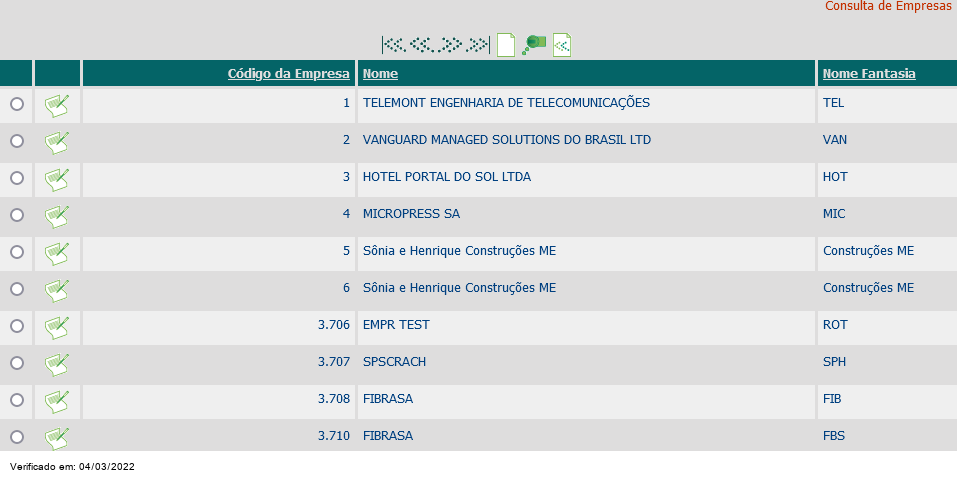 Consulta de Empresas
Código da Empresa Nome Nome Fantasia
1 TELEMONT ENGENHARIA DE TELECOMUNICAÇÕES TEL
2 VANGUARD MANAGED SOLUTIONS DO BRASIL LTD VAN
3 HOTEL PORTAL DO SOL LTDA HOT
4 MICROPRESS SA MIC
5 Sônia e Henrique Construções ME Construções ME
6 Sônia e Henrique Construções ME Construções ME
3.706 EMPR TEST ROT
3.707 SPSCRACH SPH
3.708 FIBRASA FIB
3.710 FIBRASA FBS
Verificado em: 04/03/2022